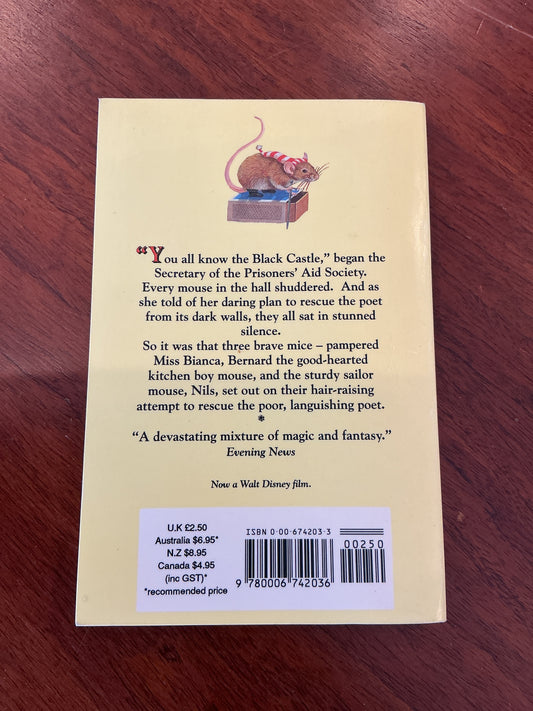 “You all know the Black Castle,” began the
Secretary of the Prisoners’ Aid Society.
Every mouse in the hall shuddered. And as
she told of her daring plan to rescue the poet
from its dark walls, they all sat in stunned
silence.
So it was that three brave mice – pampered
Miss Bianca, Bernard the good-hearted
kitchen boy mouse, and the sturdy sailor
mouse, Nils, set out on their hair-raising
attempt to rescue the poor, languishing poet.
*
“A devastating mixture of magic and fantasy.”
Evening News
Now a Walt Disney film.
U.K £2.50
Australia $6.95*
N.Z $8.95
Canada $4.95
(inc GST)*
*recommended price
ISBN 0-00-674203-3
00250
9 780006 742036